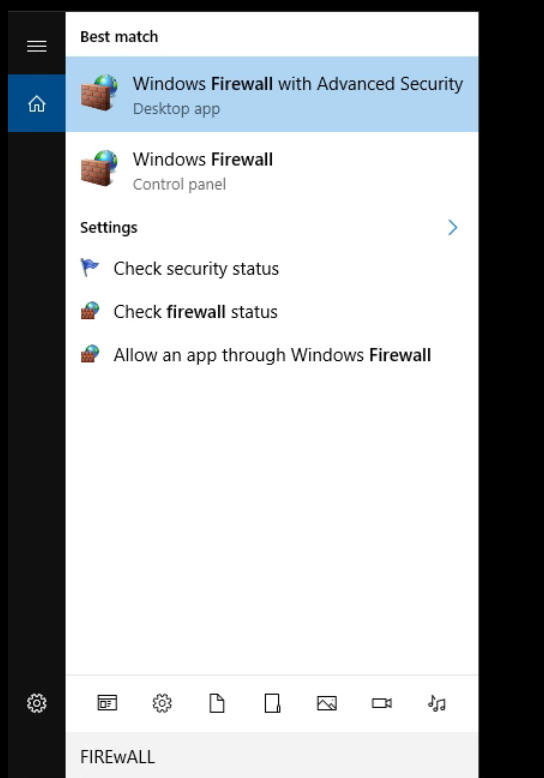 Best match
Windows Firewall with Advanced Security
Desktop app
Windows Firewall
Control panel
Settings
Check security status
Check firewall status
Allow an app through Windows Firewall
FIREwALL